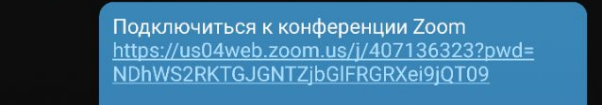 Подключиться к конференции Zoom
https://us04web.zoom.us/j/407136323?pwd=
NDhWS2RKTGJGNTZjbGlFRGRXei9jQT09